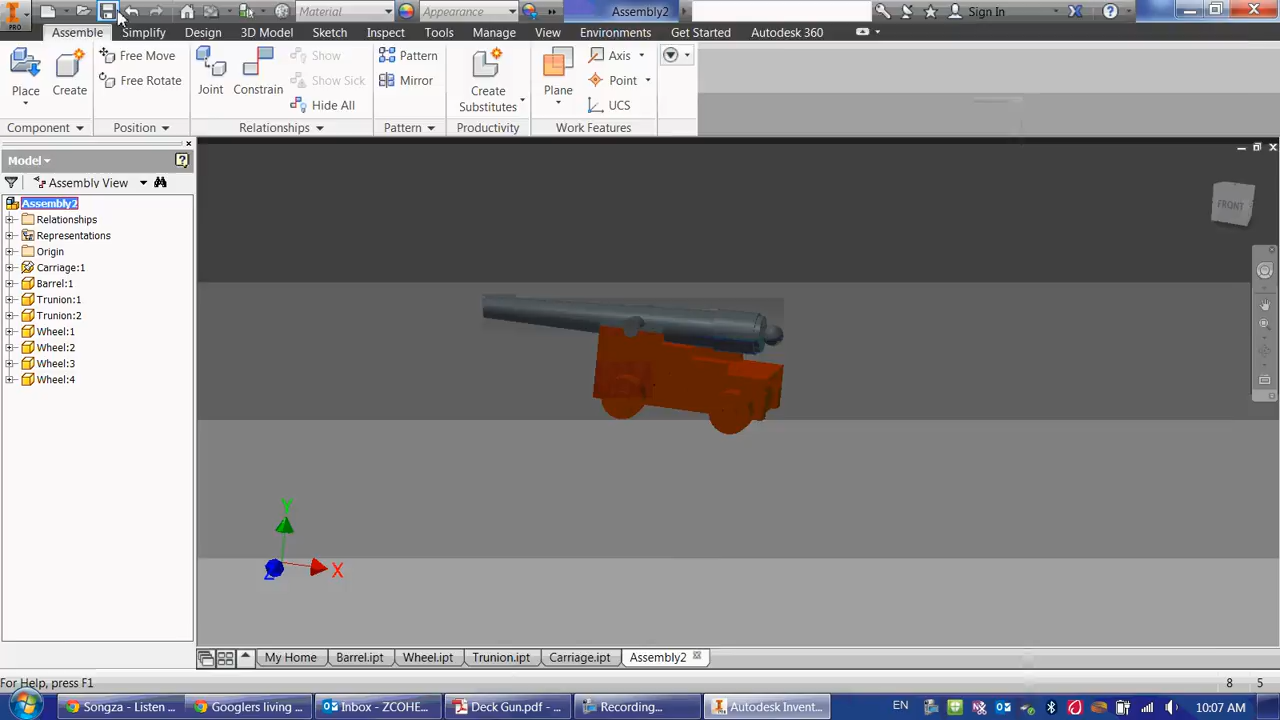 PRO
Material
Appearance
Assembly2
Sign In
Assemble
Simplify
Design
3D Model
Sketch
Inspect
Tools
Manage
View
Environments
Get Started
Autodesk 360
Place
Create
Free Move
Free Rotate
Joint
Constrain
Show
Show Sick
Hide All
Pattern
Mirror
Create
Substitutes
Plane
Axis
Point
UCS
Component
Position
Relationships
Pattern
Productivity
Work Features
Model
Assembly View
Assembly2
Relationships
Representations
Origin
Carriage:1
Barrel:1
Trunion:1
Trunion:2
Wheel:1
Wheel:2
Wheel:3
Wheel:4
FRONT
Y
X
Z
My Home
Barrel.ipt
Wheel.ipt
Trunion.ipt
Carriage.ipt
Assembly2
For Help, press F1
8
5
Songza - Listen ...
Googlers living ...
Inbox - ZCOHE...
Deck Gun.pdf - ...
Recording...
Autodesk Invent...
EN
10:07 AM